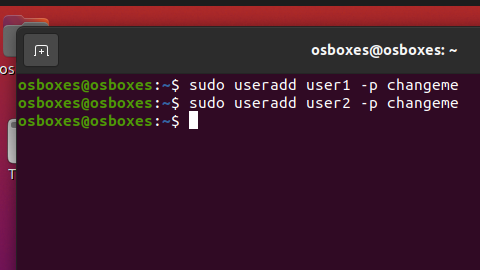 osboxes@osboxes: ~
os
osboxes@osboxes:~$ sudo useradd user1 -p changeme
osboxes@osboxes:~$ sudo useradd user2 -p changeme
osboxes@osboxes:~$
T